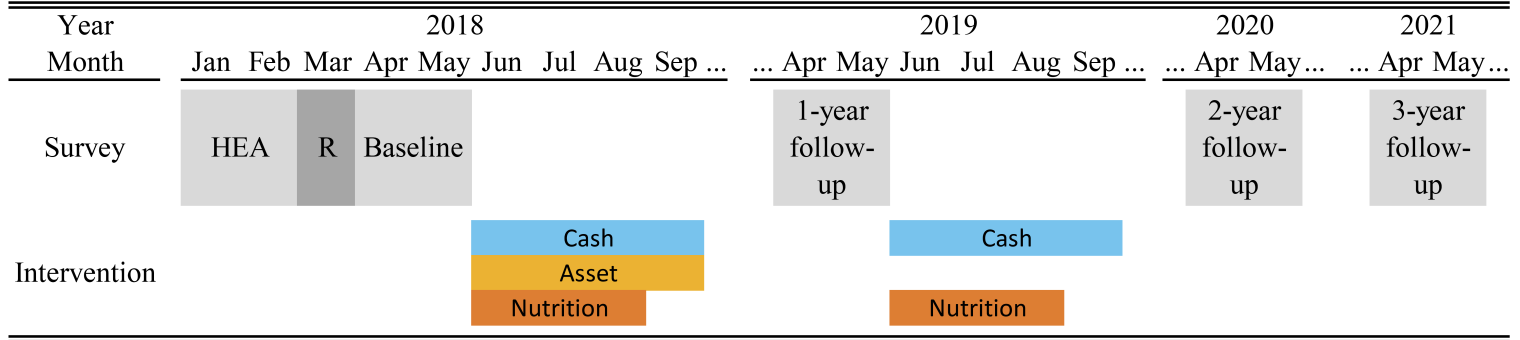 Year 2018 2019 2020 2021
Month Jan Feb Mar Apr May Jun Jul Aug Sep ... ... Apr May Jun Jul Aug Sep ... ... Apr May... ... Apr May...
Survey HEA R Baseline
1-year
follow-
up
2-year
follow-
up
3-year
follow-
up
Intervention
Cash Cash
Asset
Nutrition Nutrition